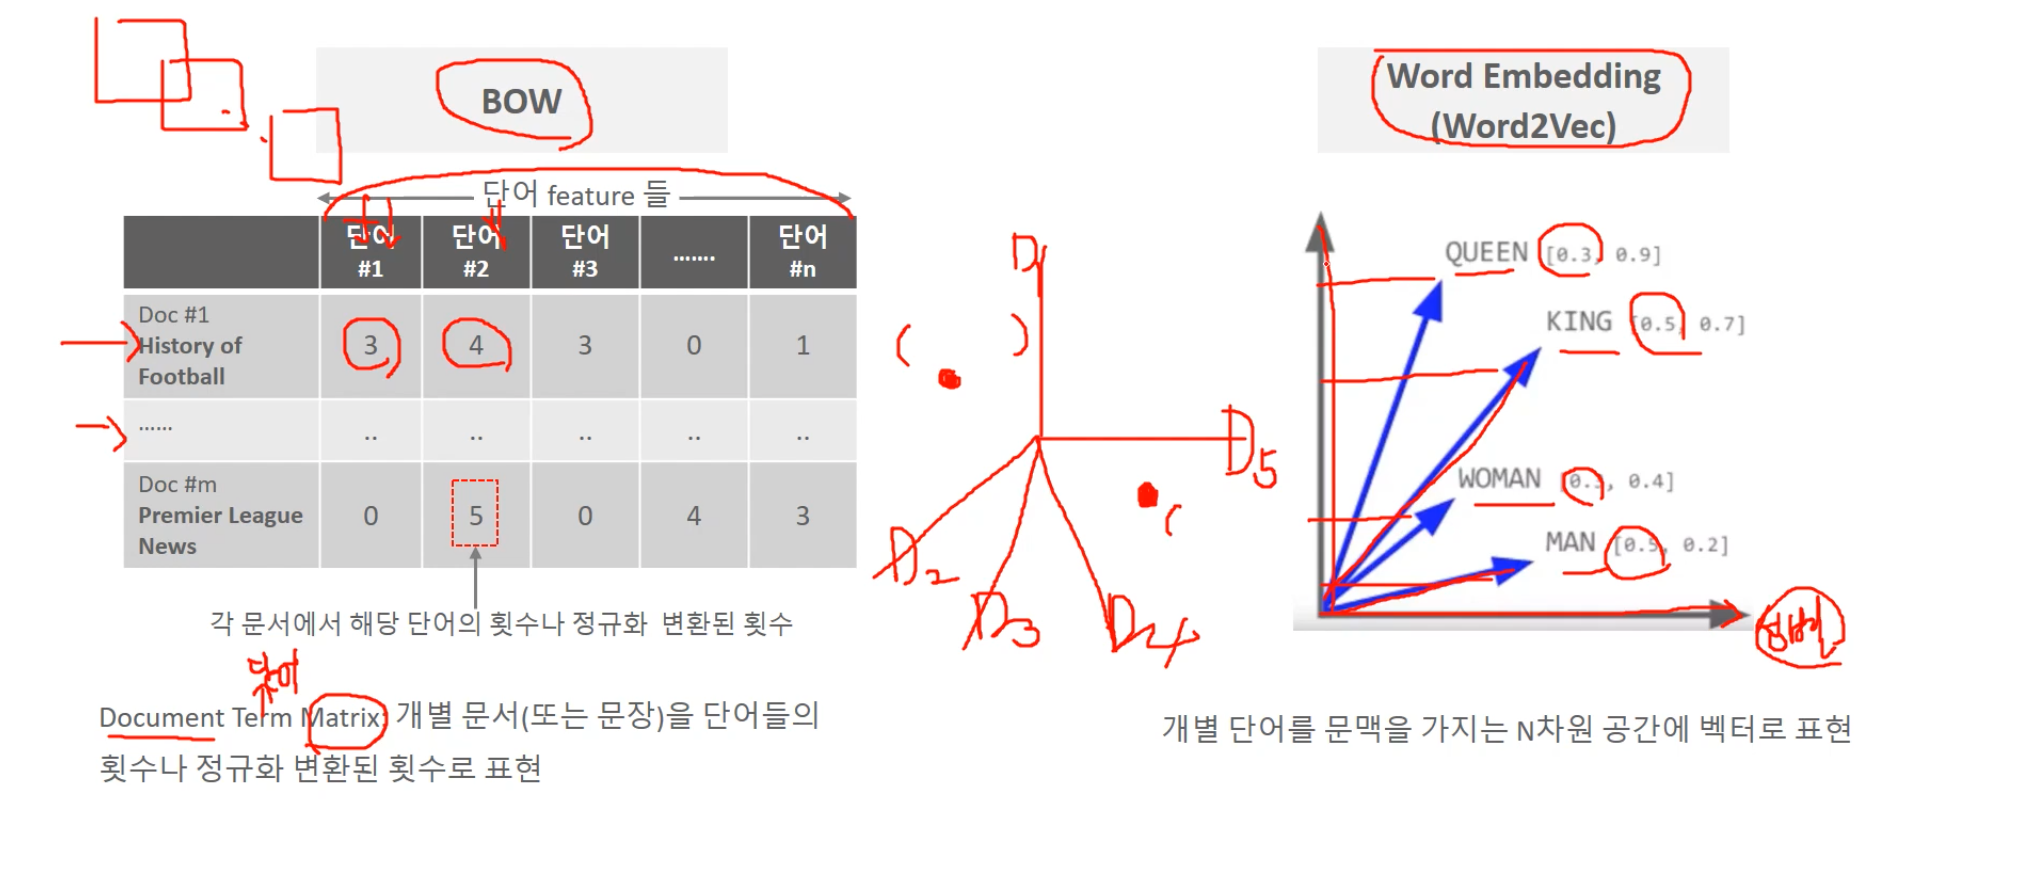 BOW
단어 feature 들
단어 #1 단어 #2 단어 #3 ....... 단어 #n
Doc #1 History of Football 3 4 3 0 1
...... .. .. .. .. ..
Doc #m Premier League News 0 5 0 4 3
각 문서에서 해당 단어의 횟수나 정규화 변환된 횟수
단어
Document Term Matrix: 개별 문서(또는 문장)을 단어들의
횟수나 정규화 변환된 횟수로 표현
D1
D5
D2
D3
D4
Word Embedding
(Word2Vec)
QUEEN [0.3, 0.9]
KING [0.5, 0.7]
WOMAN [0.3, 0.4]
MAN [0.5, 0.2]
개별 단어를 문맥을 가지는 N차원 공간에 벡터로 표현